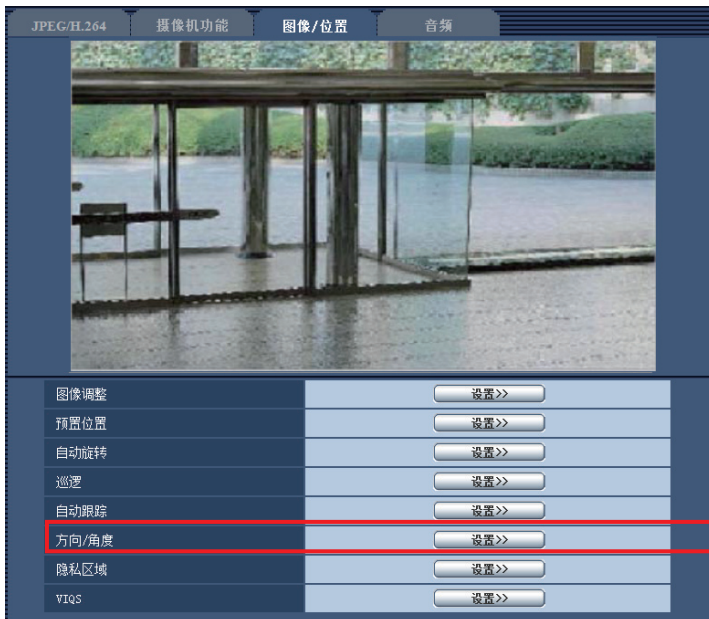 JPEG/H.264 摄像机功能 图像/位置 音频
图像调整 设置>>
预置位置 设置>>
自动旋转 设置>>
巡逻 设置>>
自动跟踪 设置>>
方向/角度 设置>>
隐私区域 设置>>
VIQS 设置>>